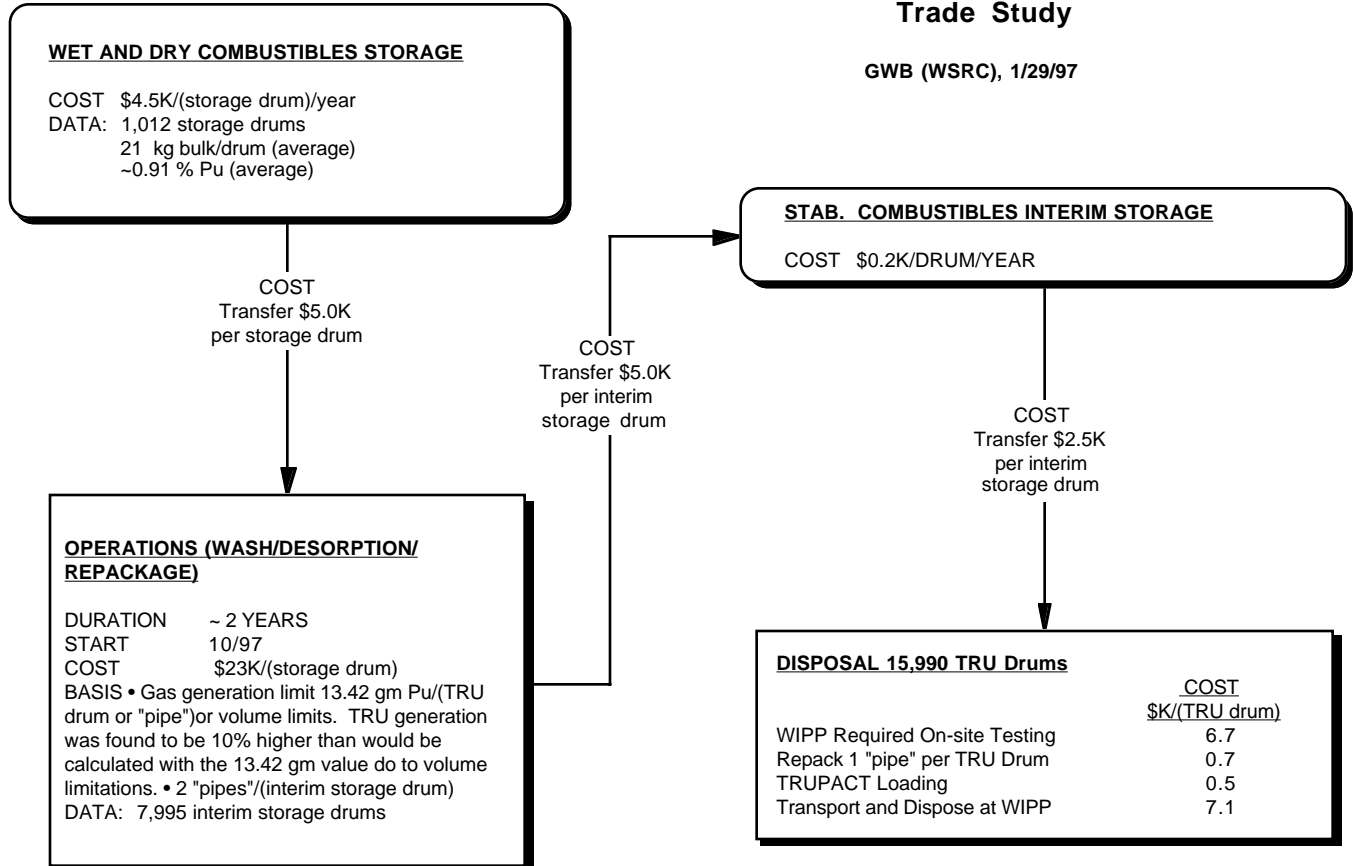 Trade Study
GWB (WSRC), 1/29/97
WET AND DRY COMBUSTIBLES STORAGE
COST $4.5K/(storage drum)/year
DATA: 1,012 storage drums
21 kg bulk/drum (average)
~0.91 % Pu (average)
COST
Transfer $5.0K
per storage drum
OPERATIONS (WASH/DESORPTION/
REPACKAGE)
DURATION ~ 2 YEARS
START 10/97
COST $23K/(storage drum)
BASIS • Gas generation limit 13.42 gm Pu/(TRU
drum or "pipe")or volume limits. TRU generation
was found to be 10% higher than would be
calculated with the 13.42 gm value do to volume
limitations. • 2 "pipes"/(interim storage drum)
DATA: 7,995 interim storage drums
COST
Transfer $5.0K
per interim
storage drum
STAB. COMBUSTIBLES INTERIM STORAGE
COST $0.2K/DRUM/YEAR
COST
Transfer $2.5K
per interim
storage drum
DISPOSAL 15,990 TRU Drums
COST
$K/(TRU drum)
WIPP Required On-site Testing 6.7
Repack 1 "pipe" per TRU Drum 0.7
TRUPACT Loading 0.5
Transport and Dispose at WIPP 7.1